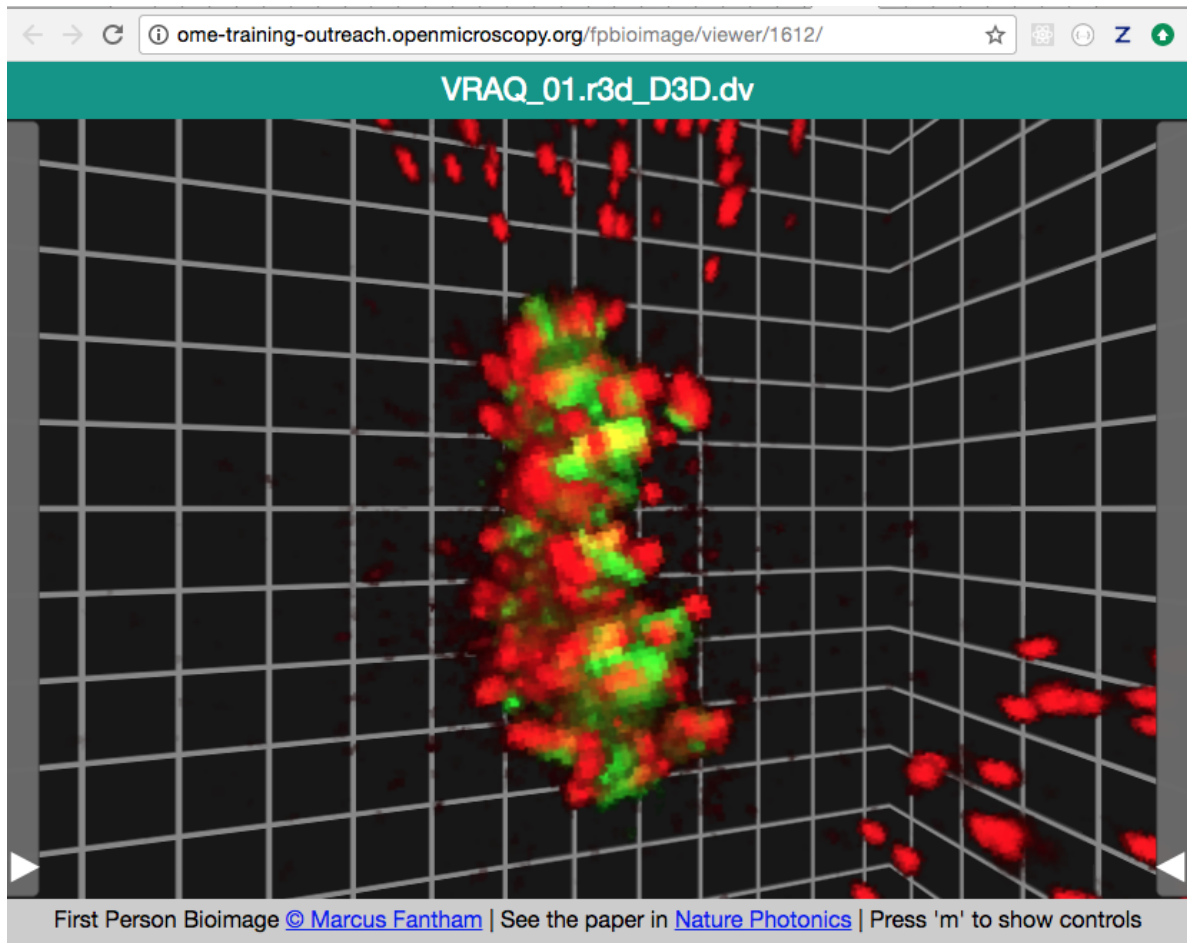 ome-training-outreach.openmicroscopy.org/fpbioimage/viewer/1612/
Z
VRAQ_01.r3d_D3D.dv
First Person Bioimage © Marcus Fantham | See the paper in Nature Photonics | Press 'm' to show controls